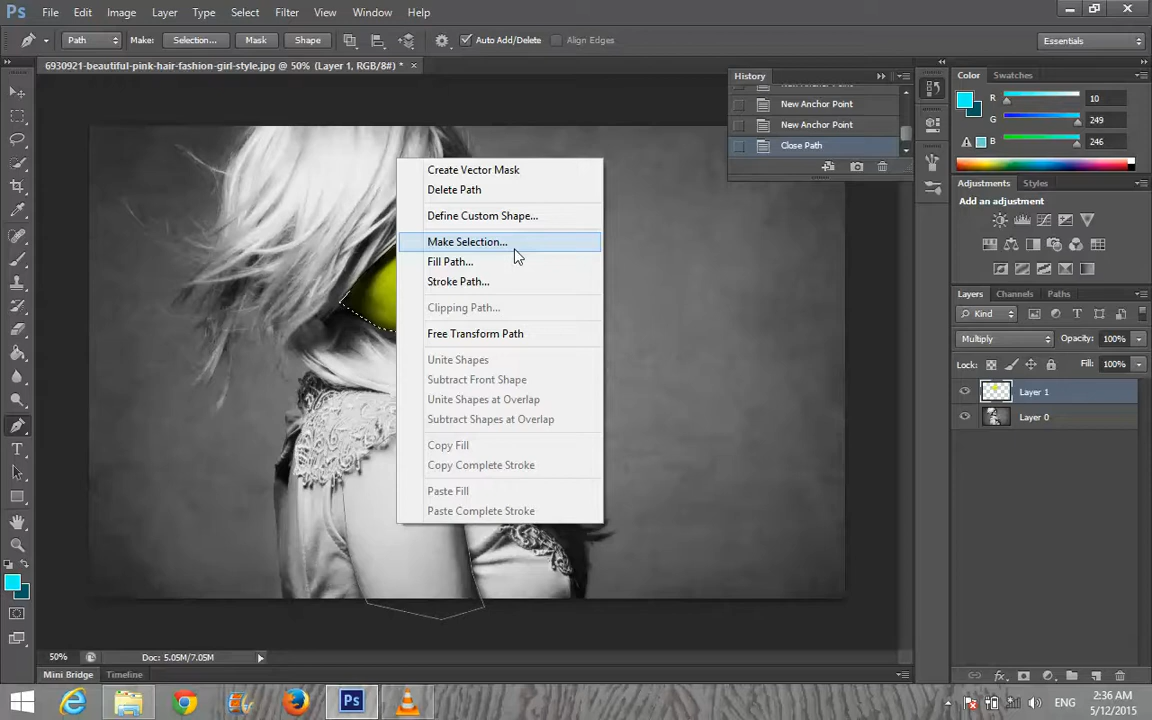 Ps File Edit Image Layer Type Select Filter View Window Help
Path Make: Selection... Mask Shape Auto Add/Delete Align Edges Essentials
6930921-beautiful-pink-hair-fashion-girl-style.jpg @ 50% (Layer 1, RGB/8#) * ×
History
New Anchor Point
New Anchor Point
Close Path
Color Swatches
R 10
G 249
B 246
Adjustments Styles
Add an adjustment
Layers Channels Paths
Kind
Multiply Opacity: 100%
Lock: Fill: 100%
Layer 1
Layer 0
Create Vector Mask
Delete Path
Define Custom Shape...
Make Selection...
Fill Path...
Stroke Path...
Clipping Path...
Free Transform Path
Unite Shapes
Subtract Front Shape
Unite Shapes at Overlap
Subtract Shapes at Overlap
Copy Fill
Copy Complete Stroke
Paste Fill
Paste Complete Stroke
50% Doc: 5.05M/7.05M
Mini Bridge Timeline
Ps ENG 2:36 AM
5/12/2015